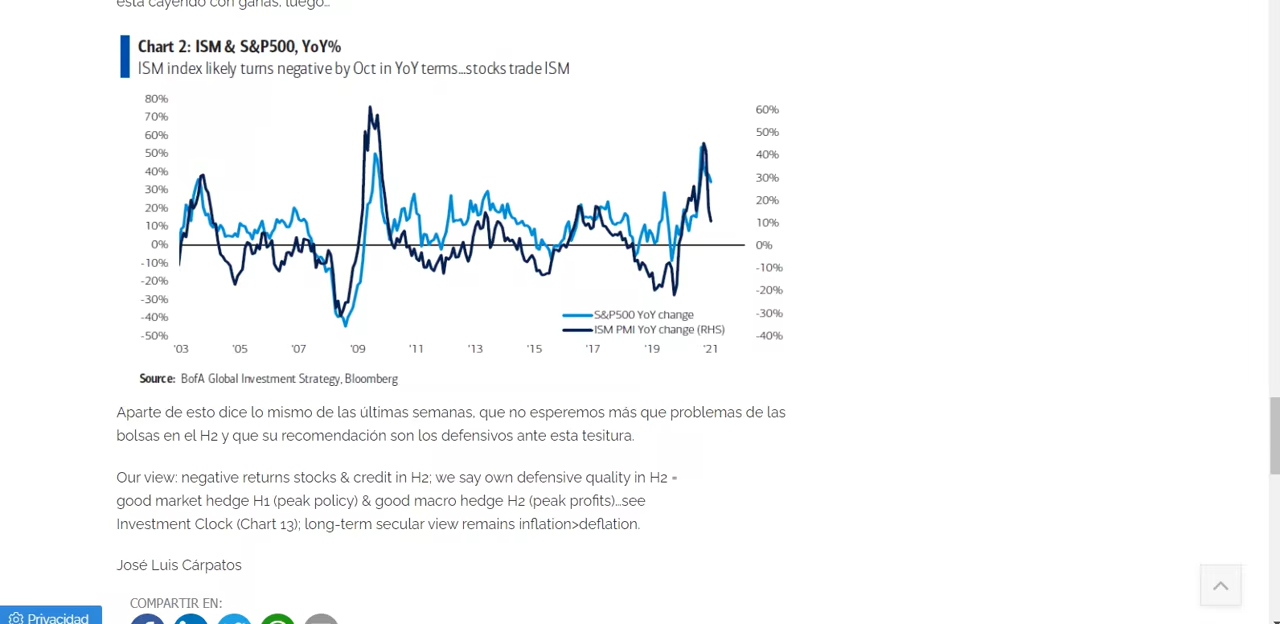 está cayendo con ganas, luego...
Chart 2: ISM & S&P500, YoY%
ISM index likely turns negative by Oct in YoY terms...stocks trade ISM
80%
70%
60%
50%
40%
30%
20%
10%
0%
-10%
-20%
-30%
-40%
-50%
60%
50%
40%
30%
20%
10%
0%
-10%
-20%
-30%
-40%
S&P500 YoY change
ISM PMI YoY change (RHS)
'03 '05 '07 '09 '11 '13 '15 '17 '19 '21
Source: BofA Global Investment Strategy, Bloomberg
Aparte de esto dice lo mismo de las últimas semanas, que no esperemos más que problemas de las
bolsas en el H2 y que su recomendación son los defensivos ante esta tesitura.
Our view: negative returns stocks & credit in H2; we say own defensive quality in H2 =
good market hedge H1 (peak policy) & good macro hedge H2 (peak profits)...see
Investment Clock (Chart 13); long-term secular view remains inflation>deflation.
José Luis Cárpatos
COMPARTIR EN:
Privacidad